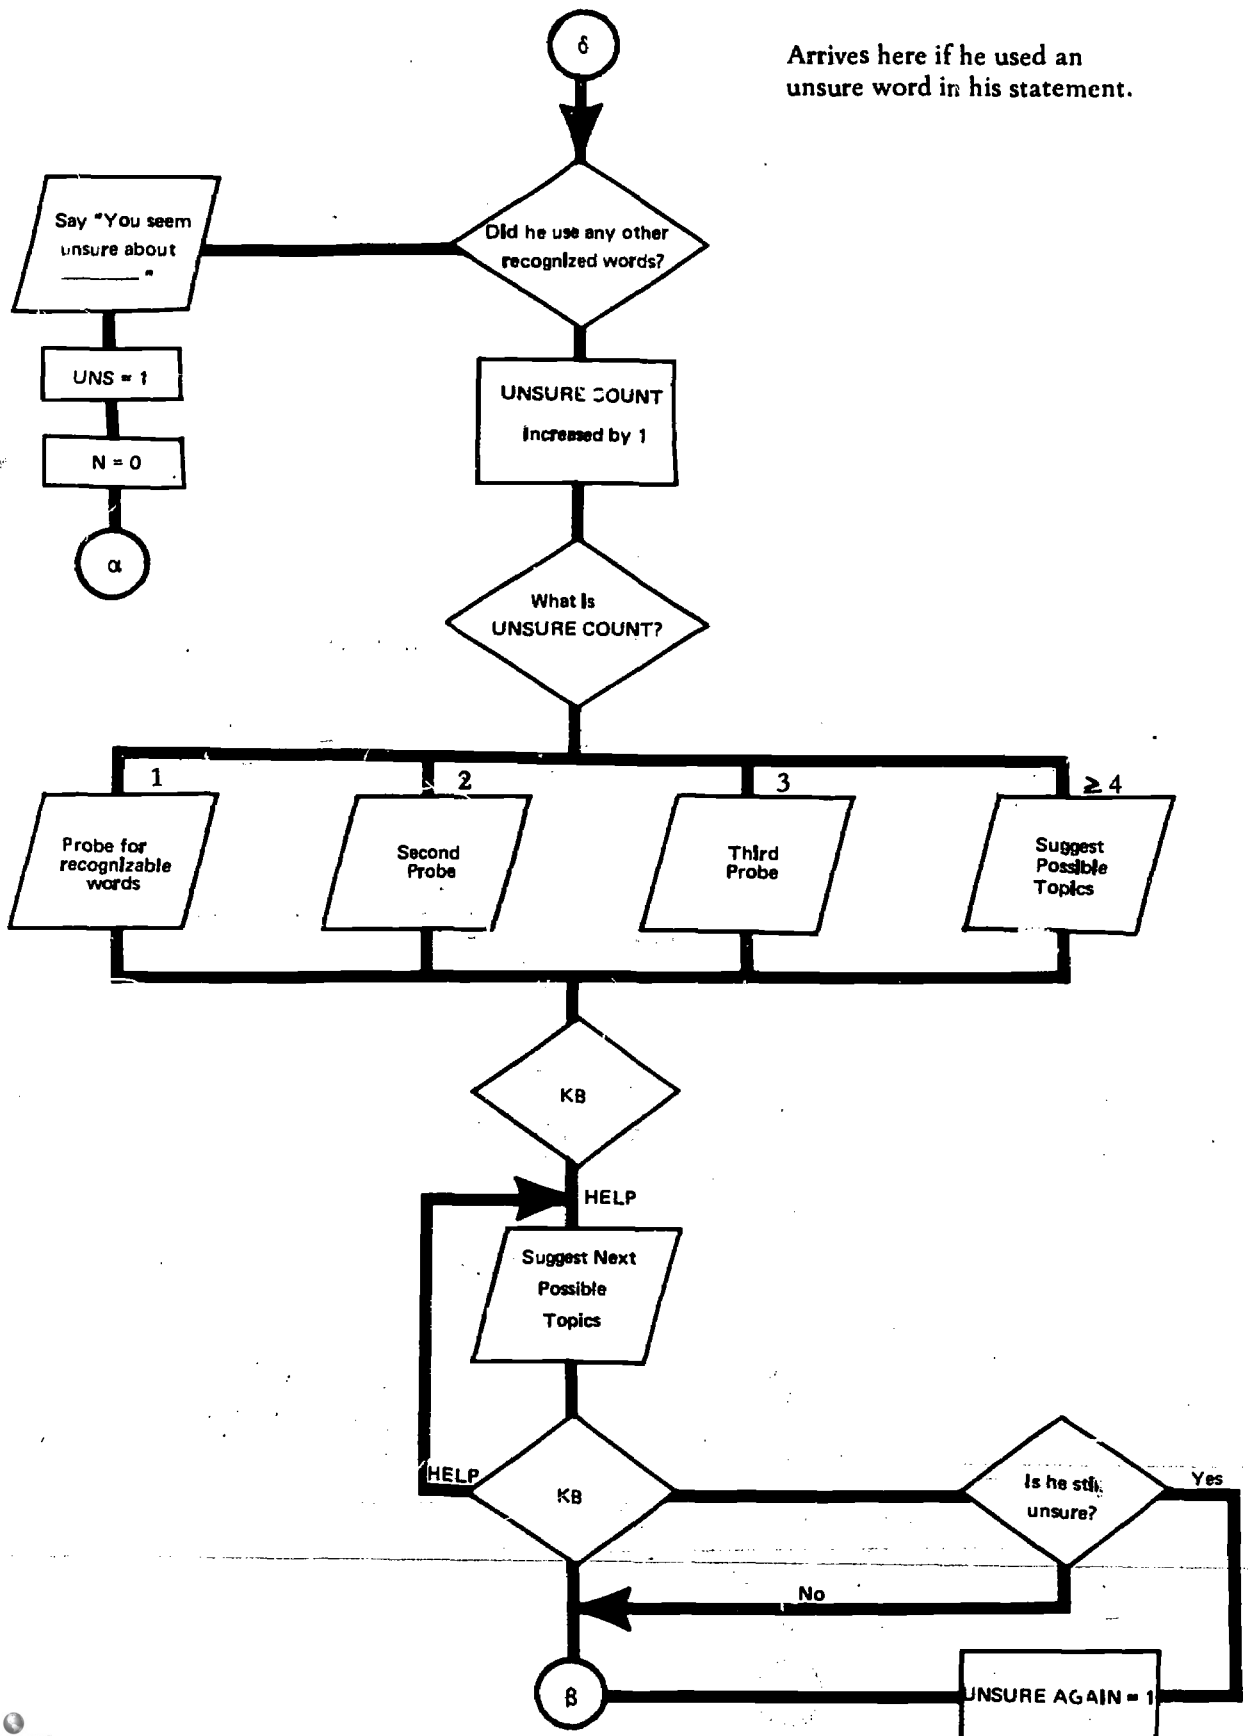 δ
Arrives here if he used an
unsure word in his statement.
Did he use any other
recognized words?
Say "You seem
unsure about
________ "
UNS = 1
N = 0
α
UNSURE COUNT
Increased by 1
What Is
UNSURE COUNT?
1
2
3
≥ 4
Probe for
recognizable
words
Second
Probe
Third
Probe
Suggest
Possible
Topics
KB
HELP
Suggest Next
Possible
Topics
HELP
KB
Is he still
unsure?
Yes
No
β
UNSURE AGAIN = 1